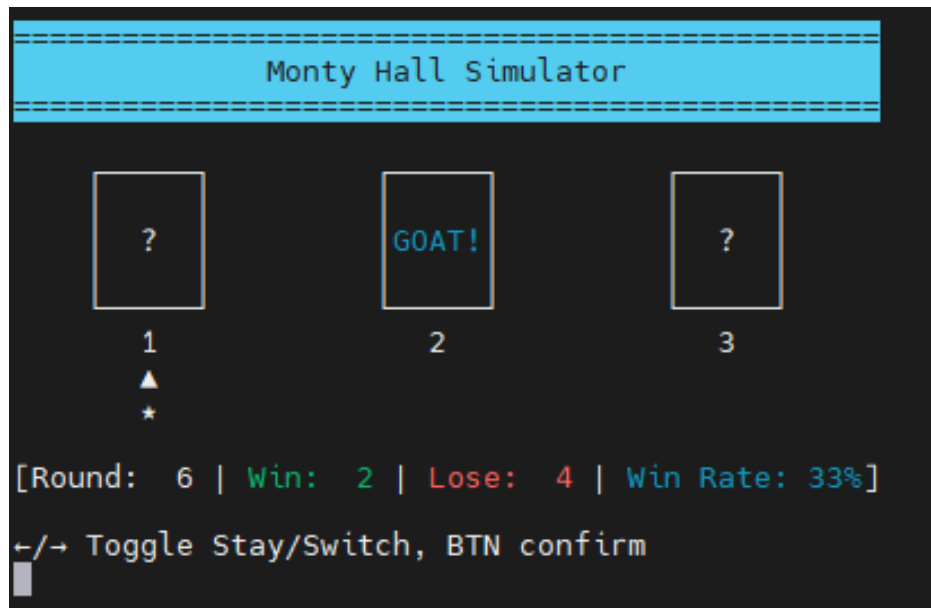 ================================================
Monty Hall Simulator
================================================
? GOAT! ?
1 2 3
▲
★
[Round: 6 | Win: 2 | Lose: 4 | Win Rate: 33%]
←/→ Toggle Stay/Switch, BTN confirm